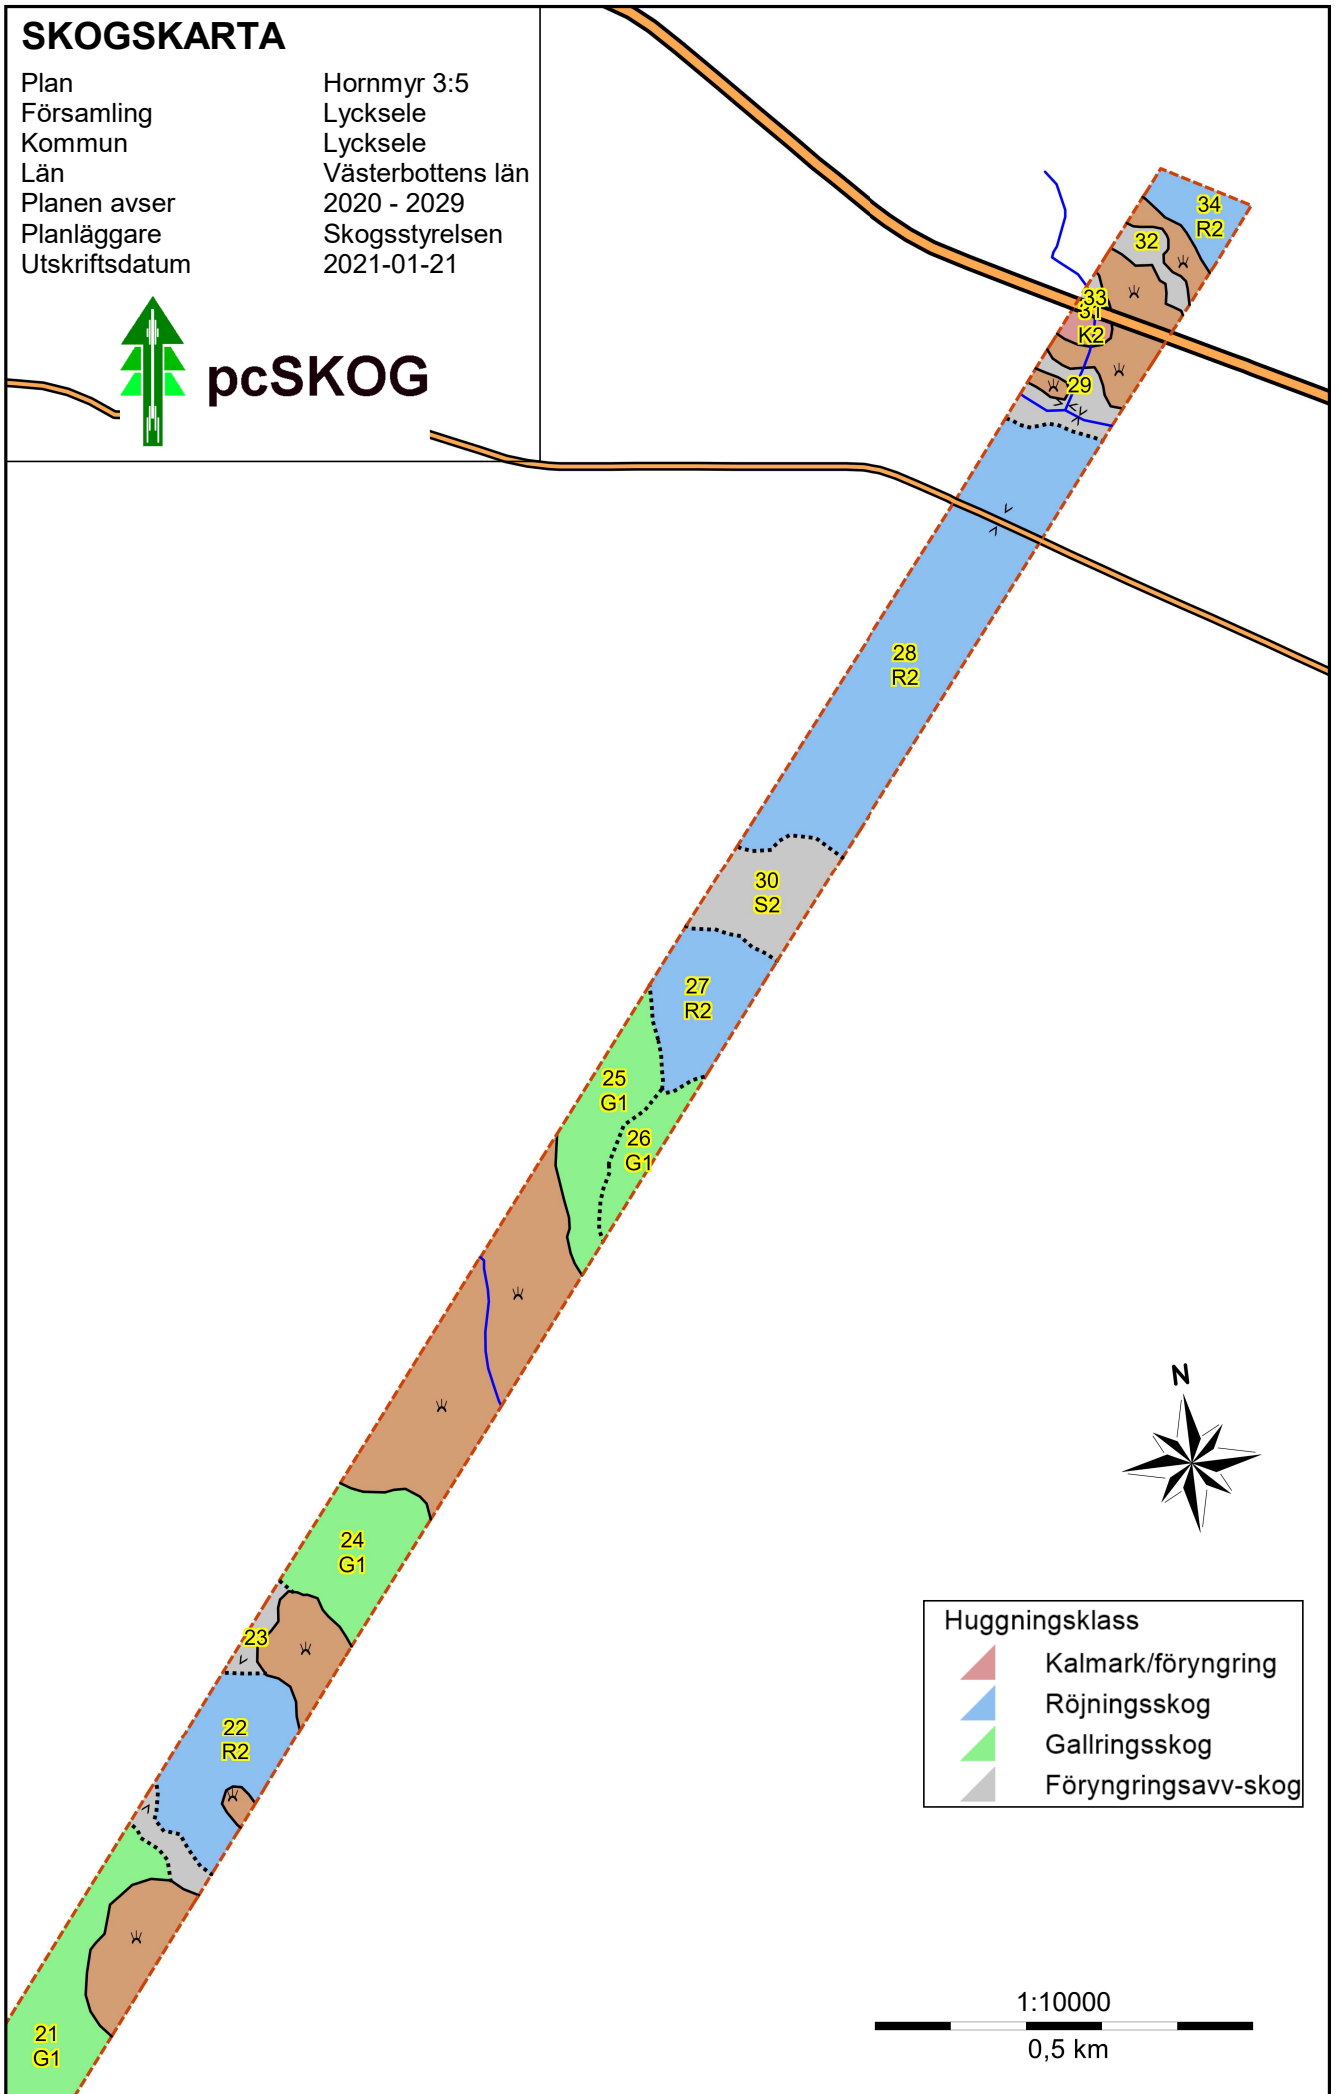 SKOGSKARTA
Plan Hornmyr 3:5
Församling Lycksele
Kommun Lycksele
Län Västerbottens län
Planen avser 2020 - 2029
Planläggare Skogsstyrelsen
Utskriftsdatum 2021-01-21
pcSKOG
34
R2
32
33
31
K2
29
28
R2
30
S2
27
R2
25
G1
26
G1
N
24
G1
23
22
R2
21
G1
Huggningsklass
Kalmark/föryngring
Röjningsskog
Gallringsskog
Föryngringsavv-skog
1:10000
0,5 km